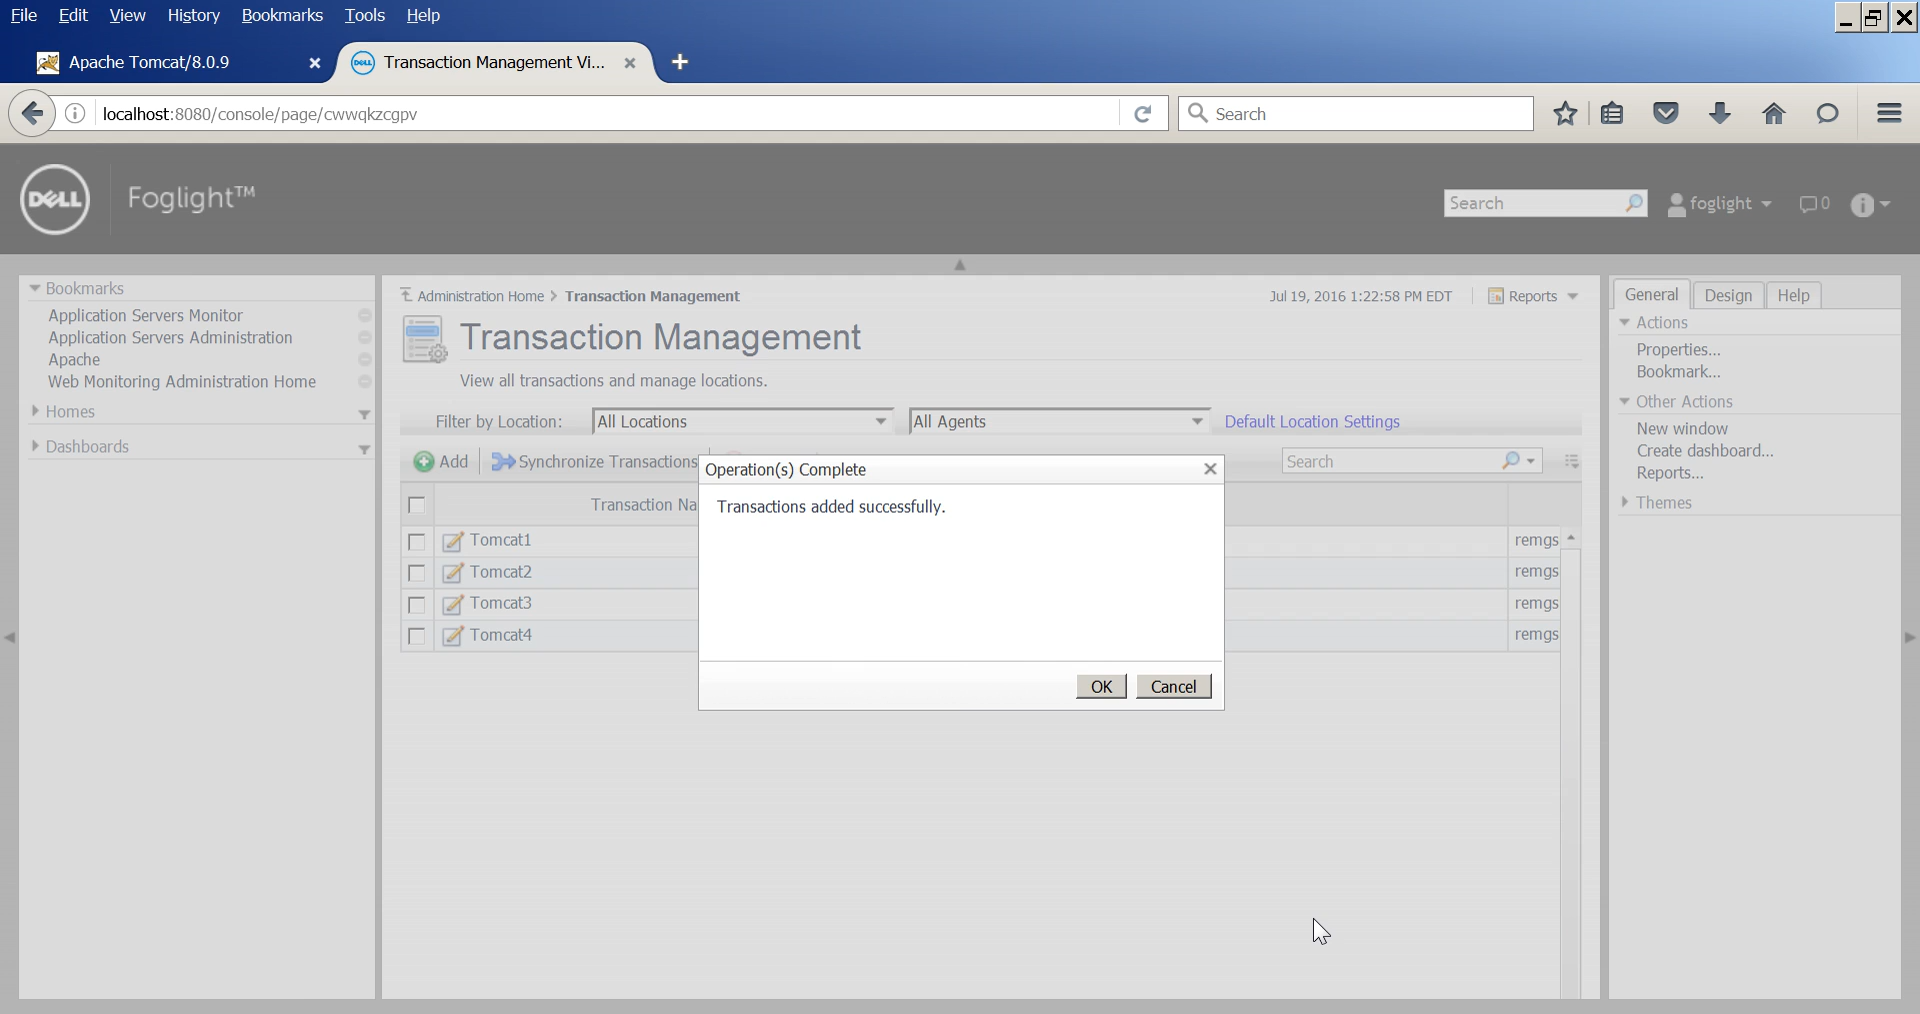 File Edit View History Bookmarks Tools Help
Apache Tomcat/8.0.9
DELL Transaction Management Vi...
localhost:8080/console/page/cwwqkzcgpv
Search
DELL Foglight™
Search
foglight
0
Bookmarks
Application Servers Monitor
Application Servers Administration
Apache
Web Monitoring Administration Home
Homes
Dashboards
Administration Home > Transaction Management
Jul 19, 2016 1:22:58 PM EDT
Reports
Transaction Management
View all transactions and manage locations.
Filter by Location: All Locations All Agents Default Location Settings
Add Synchronize Transactions
Search
Transaction Na
Tomcat1 remgs
Tomcat2 remgs
Tomcat3 remgs
Tomcat4 remgs
Operation(s) Complete
Transactions added successfully.
OK Cancel
General Design Help
Actions
Properties...
Bookmark...
Other Actions
New window
Create dashboard...
Reports...
Themes